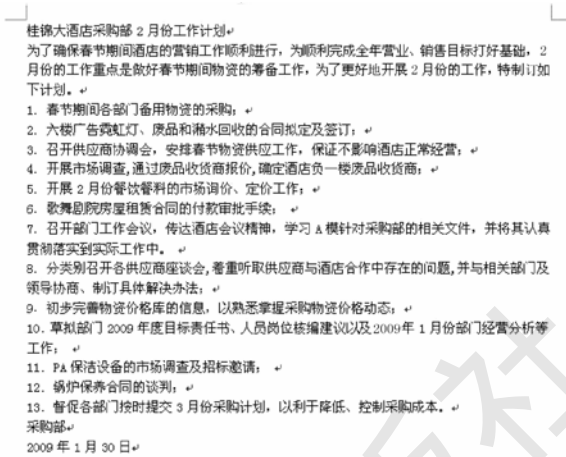 桂锦大酒店采购部2月份工作计划
为了确保春节期间酒店的营销工作顺利进行，为顺利完成全年营业、销售目标打好基础，2
月份的工作重点是做好春节期间物资的筹备工作，为了更好地开展2月份的工作，特制订如
下计划。
1．春节期间各部门备用物资的采购；
2．六楼广告霓虹灯、废品和潲水回收的合同拟定及签订；
3．召开供应商协调会，安排春节物资供应工作，保证不影响酒店正常经营；
4．开展市场调查,通过废品收货商报价,确定酒店负一楼废品收货商；
5．开展2月份餐饮餐料的市场询价、定价工作；
6．歌舞剧院房屋租赁合同的付款审批手续；
7．召开部门工作会议，传达酒店会议精神，学习A模针对采购部的相关文件，并将其认真
贯彻落实到实际工作中。
8．分类别召开各供应商座谈会,着重听取供应商与酒店合作中存在的问题,并与相关部门及
领导协商、制订具体解决办法；
9．初步完善物资价格库的信息，以熟悉掌握采购物资价格动态；
10．草拟部门2009年度目标责任书、人员岗位核编建议以及2009年1月份部门经营分析等
工作；
11．PA保洁设备的市场调查及招标邀请；
12．锅炉保养合同的谈判；
13．督促各部门按时提交3月份采购计划，以利于降低、控制采购成本。
采购部
2009年1月30日
版社